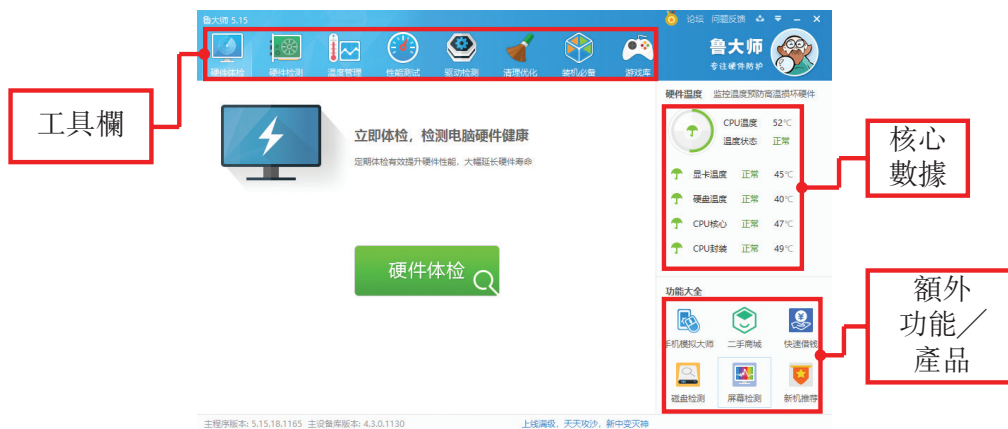 鲁大师 5.15
论坛 问题反馈
硬件体检 硬件检测 温度管理 性能测试 驱动检测 清理优化 装机必备 游戏库
鲁大师
专注硬件防护
工具欄
立即体检，检测电脑硬件健康
定期体检有效提升硬件性能，大幅延长硬件寿命
硬件体检
硬件温度 监控温度预防高温损坏硬件
CPU温度 52℃
温度状态 正常
显卡温度 正常 45℃
硬盘温度 正常 40℃
CPU核心 正常 47℃
CPU封装 正常 49℃
核心
數據
功能大全
手机模拟大师 二手商城 快速借钱
磁盘检测 屏幕检测 新机推荐
額外
功能／
產品
主程序版本: 5.15.18.1165 主设备库版本: 4.3.0.1130
上线满级，天天攻沙，新中变灭神